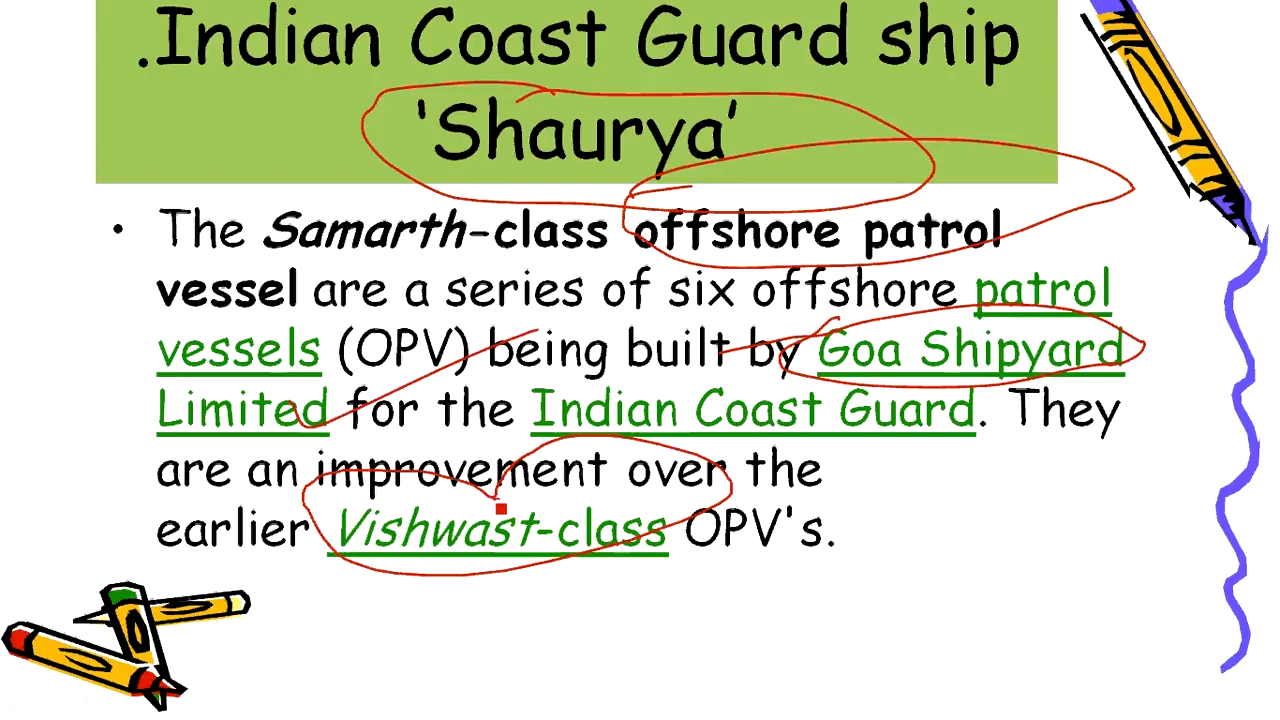 .Indian Coast Guard ship
‘Shaurya’
• The Samarth-class offshore patrol
vessel are a series of six offshore patrol
vessels (OPV) being built by Goa Shipyard
Limited for the Indian Coast Guard. They
are an improvement over the
earlier Vishwast-class OPV's.